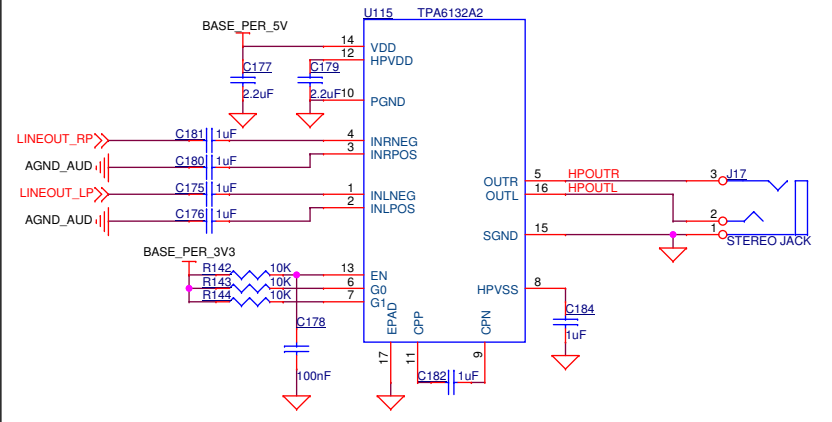 U115 TPA6132A2
BASE_PER_5V
14 VDD
12 HPVDD
C177 C179
2.2uF 2.2uF 10 PGND
LINEOUT_RP C181 1uF 4 INRNEG
AGND_AUD C180 1uF 3 INRPOS
LINEOUT_LP C175 1uF 1 INLNEG
AGND_AUD C176 1uF 2 INLPOS
OUTR 5 HPOUTR 3 J17
OUTL 16 HPOUTL
2
SGND 15 1
STEREO JACK
BASE_PER_3V3
R142 10K 13 EN
R143 10K 6 G0
R144 10K 7 G1
HPVSS 8
C184
1uF
C178
100nF
EPAD CPP CPN
17 11 9
C182 1uF